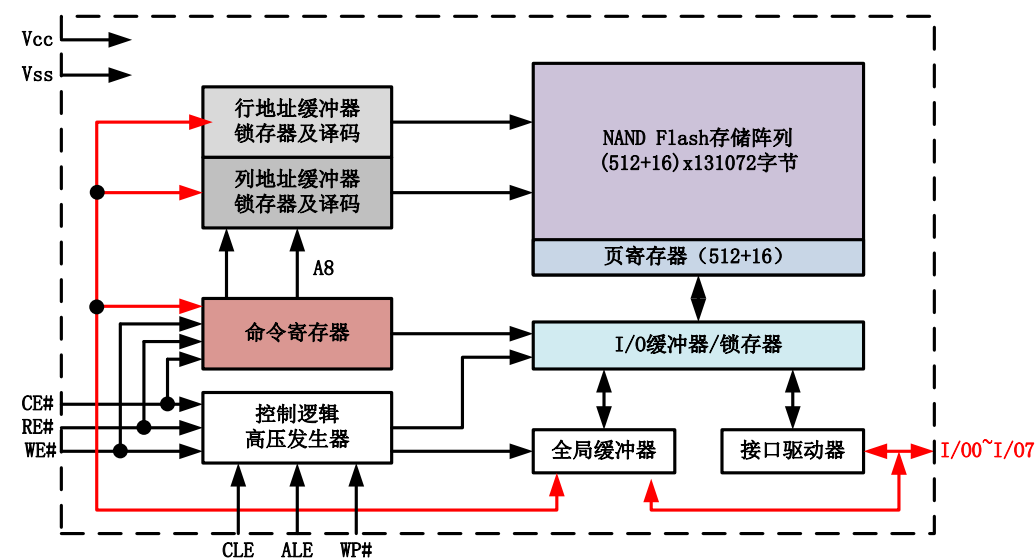 Vcc
Vss
行地址缓冲器
锁存器及译码
列地址缓冲器
锁存器及译码
NAND Flash存储阵列
(512+16)x131072字节
页寄存器（512+16）
A8
命令寄存器
I/O缓冲器/锁存器
CE#
RE#
WE#
控制逻辑
高压发生器
全局缓冲器
接口驱动器
I/O0~I/O7
CLE
ALE
WP#